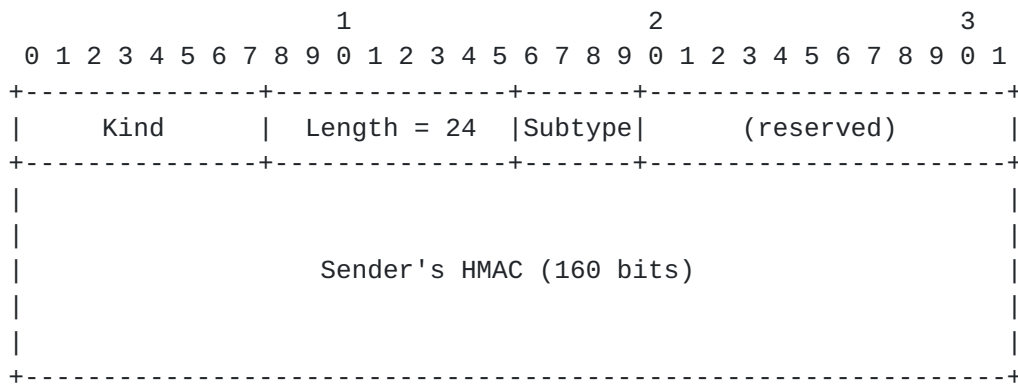 1 2 3
0 1 2 3 4 5 6 7 8 9 0 1 2 3 4 5 6 7 8 9 0 1 2 3 4 5 6 7 8 9 0 1
+---------------+---------------+-------+-----------------------+
| Kind | Length = 24 |Subtype| (reserved) |
+---------------+---------------+-------+-----------------------+
| |
| |
| Sender's HMAC (160 bits) |
| |
| |
+---------------------------------------------------------------+